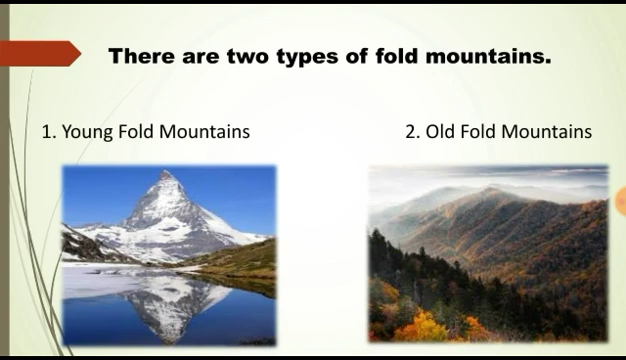 There are two types of fold mountains.
1. Young Fold Mountains
2. Old Fold Mountains